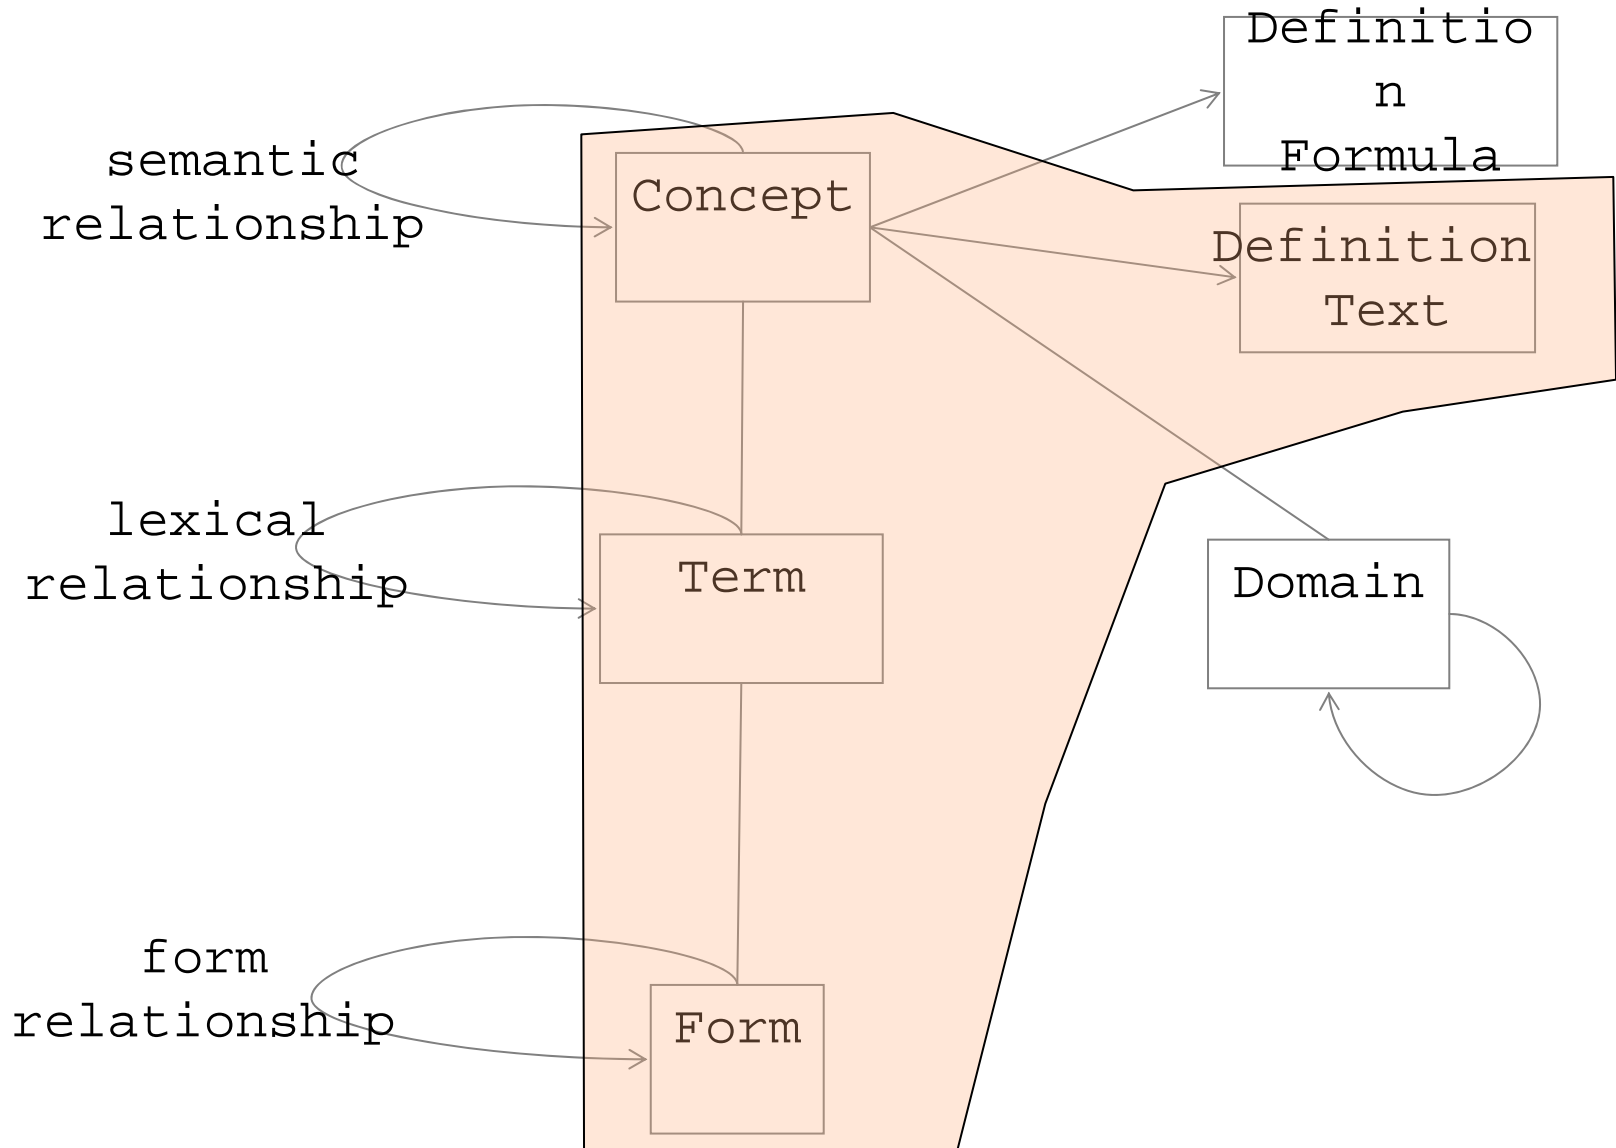 Definitio
n
Formula
semantic
relationship
Concept
Definition
Text
lexical
relationship
Term
Domain
form
relationship
Form